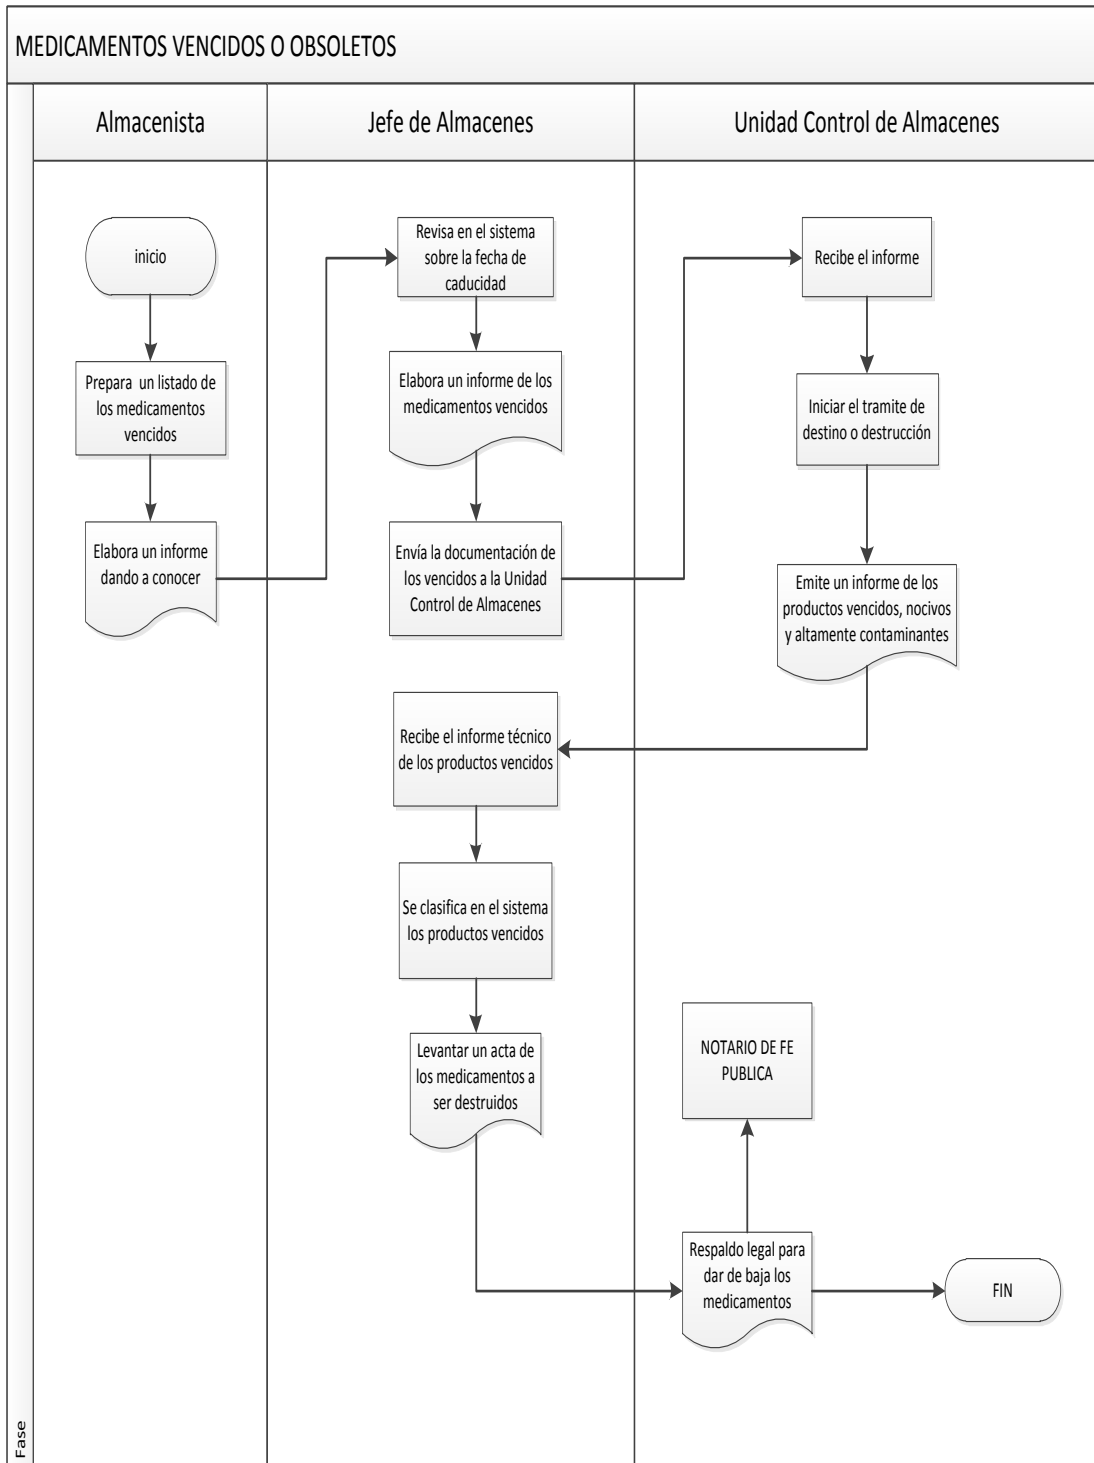 MEDICAMENTOS VENCIDOS O OBSOLETOS
Fase
Almacenista
Jefe de Almacenes
Unidad Control de Almacenes
inicio
Prepara un listado de
los medicamentos
vencidos
Elabora un informe
dando a conocer
Revisa en el sistema
sobre la fecha de
caducidad
Elabora un informe de los
medicamentos vencidos
Envía la documentación de
los vencidos a la Unidad
Control de Almacenes
Recibe el informe
Iniciar el tramite de
destino o destrucción
Emite un informe de los
productos vencidos, nocivos
y altamente contaminantes
Recibe el informe técnico
de los productos vencidos
Se clasifica en el sistema
los productos vencidos
Levantar un acta de
los medicamentos a
ser destruidos
NOTARIO DE FE
PUBLICA
Respaldo legal para
dar de baja los
medicamentos
FIN